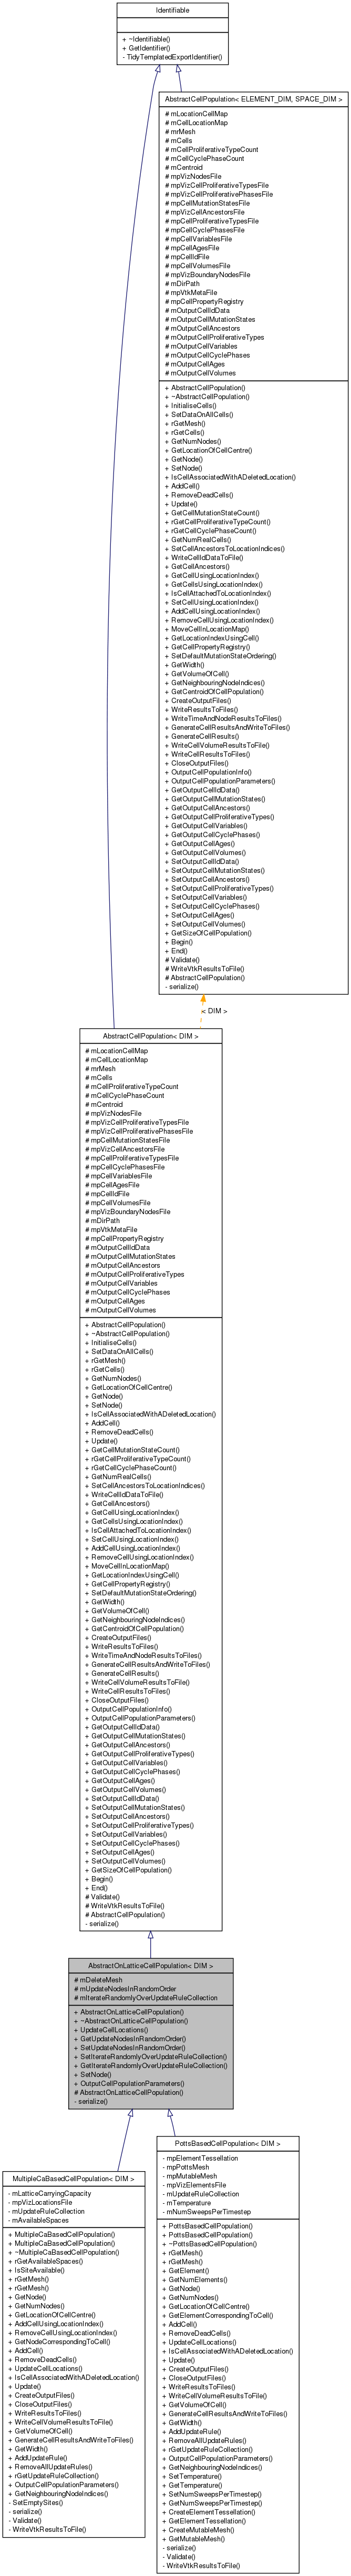 Identifiable
+ ~Identifiable()
+ GetIdentifier()
- TidyTemplatedExportIdentifier()
AbstractCellPopulation< ELEMENT_DIM, SPACE_DIM >
# mLocationCellMap
# mCellLocationMap
# mrMesh
# mCells
# mCellProliferativeTypeCount
# mCellCyclePhaseCount
# mCentroid
# mpVizNodesFile
# mpVizCellProliferativeTypesFile
# mpVizCellProliferativePhasesFile
# mpCellMutationStatesFile
# mpVizCellAncestorsFile
# mpCellProliferativeTypesFile
# mpCellCyclePhasesFile
# mpCellVariablesFile
# mpCellAgesFile
# mpCellIdFile
# mpCellVolumesFile
# mpVizBoundaryNodesFile
# mDirPath
# mpVtkMetaFile
# mpCellPropertyRegistry
# mOutputCellIdData
# mOutputCellMutationStates
# mOutputCellAncestors
# mOutputCellProliferativeTypes
# mOutputCellVariables
# mOutputCellCyclePhases
# mOutputCellAges
# mOutputCellVolumes
+ AbstractCellPopulation()
+ ~AbstractCellPopulation()
+ InitialiseCells()
+ SetDataOnAllCells()
+ rGetMesh()
+ rGetCells()
+ GetNumNodes()
+ GetLocationOfCellCentre()
+ GetNode()
+ SetNode()
+ IsCellAssociatedWithADeletedLocation()
+ AddCell()
+ RemoveDeadCells()
+ Update()
+ GetCellMutationStateCount()
+ rGetCellProliferativeTypeCount()
+ rGetCellCyclePhaseCount()
+ GetNumRealCells()
+ SetCellAncestorsToLocationIndices()
+ WriteCellIdDataToFile()
+ GetCellAncestors()
+ GetCellUsingLocationIndex()
+ GetCellsUsingLocationIndex()
+ IsCellAttachedToLocationIndex()
+ SetCellUsingLocationIndex()
+ AddCellUsingLocationIndex()
+ RemoveCellUsingLocationIndex()
+ MoveCellInLocationMap()
+ GetLocationIndexUsingCell()
+ GetCellPropertyRegistry()
+ SetDefaultMutationStateOrdering()
+ GetWidth()
+ GetVolumeOfCell()
+ GetNeighbouringNodeIndices()
+ GetCentroidOfCellPopulation()
+ CreateOutputFiles()
+ WriteResultsToFiles()
+ WriteTimeAndNodeResultsToFiles()
+ GenerateCellResultsAndWriteToFiles()
+ GenerateCellResults()
+ WriteCellVolumeResultsToFile()
+ WriteCellResultsToFiles()
+ CloseOutputFiles()
+ OutputCellPopulationInfo()
+ OutputCellPopulationParameters()
+ GetOutputCellIdData()
+ GetOutputCellMutationStates()
+ GetOutputCellAncestors()
+ GetOutputCellProliferativeTypes()
+ GetOutputCellVariables()
+ GetOutputCellCyclePhases()
+ GetOutputCellAges()
+ GetOutputCellVolumes()
+ SetOutputCellIdData()
+ SetOutputCellMutationStates()
+ SetOutputCellAncestors()
+ SetOutputCellProliferativeTypes()
+ SetOutputCellVariables()
+ SetOutputCellCyclePhases()
+ SetOutputCellAges()
+ SetOutputCellVolumes()
+ GetSizeOfCellPopulation()
+ Begin()
+ End()
# Validate()
# WriteVtkResultsToFile()
# AbstractCellPopulation()
- serialize()
< DIM >
AbstractCellPopulation< DIM >
# mLocationCellMap
# mCellLocationMap
# mrMesh
# mCells
# mCellProliferativeTypeCount
# mCellCyclePhaseCount
# mCentroid
# mpVizNodesFile
# mpVizCellProliferativeTypesFile
# mpVizCellProliferativePhasesFile
# mpCellMutationStatesFile
# mpVizCellAncestorsFile
# mpCellProliferativeTypesFile
# mpCellCyclePhasesFile
# mpCellVariablesFile
# mpCellAgesFile
# mpCellIdFile
# mpCellVolumesFile
# mpVizBoundaryNodesFile
# mDirPath
# mpVtkMetaFile
# mpCellPropertyRegistry
# mOutputCellIdData
# mOutputCellMutationStates
# mOutputCellAncestors
# mOutputCellProliferativeTypes
# mOutputCellVariables
# mOutputCellCyclePhases
# mOutputCellAges
# mOutputCellVolumes
+ AbstractCellPopulation()
+ ~AbstractCellPopulation()
+ InitialiseCells()
+ SetDataOnAllCells()
+ rGetMesh()
+ rGetCells()
+ GetNumNodes()
+ GetLocationOfCellCentre()
+ GetNode()
+ SetNode()
+ IsCellAssociatedWithADeletedLocation()
+ AddCell()
+ RemoveDeadCells()
+ Update()
+ GetCellMutationStateCount()
+ rGetCellProliferativeTypeCount()
+ rGetCellCyclePhaseCount()
+ GetNumRealCells()
+ SetCellAncestorsToLocationIndices()
+ WriteCellIdDataToFile()
+ GetCellAncestors()
+ GetCellUsingLocationIndex()
+ GetCellsUsingLocationIndex()
+ IsCellAttachedToLocationIndex()
+ SetCellUsingLocationIndex()
+ AddCellUsingLocationIndex()
+ RemoveCellUsingLocationIndex()
+ MoveCellInLocationMap()
+ GetLocationIndexUsingCell()
+ GetCellPropertyRegistry()
+ SetDefaultMutationStateOrdering()
+ GetWidth()
+ GetVolumeOfCell()
+ GetNeighbouringNodeIndices()
+ GetCentroidOfCellPopulation()
+ CreateOutputFiles()
+ WriteResultsToFiles()
+ WriteTimeAndNodeResultsToFiles()
+ GenerateCellResultsAndWriteToFiles()
+ GenerateCellResults()
+ WriteCellVolumeResultsToFile()
+ WriteCellResultsToFiles()
+ CloseOutputFiles()
+ OutputCellPopulationInfo()
+ OutputCellPopulationParameters()
+ GetOutputCellIdData()
+ GetOutputCellMutationStates()
+ GetOutputCellAncestors()
+ GetOutputCellProliferativeTypes()
+ GetOutputCellVariables()
+ GetOutputCellCyclePhases()
+ GetOutputCellAges()
+ GetOutputCellVolumes()
+ SetOutputCellIdData()
+ SetOutputCellMutationStates()
+ SetOutputCellAncestors()
+ SetOutputCellProliferativeTypes()
+ SetOutputCellVariables()
+ SetOutputCellCyclePhases()
+ SetOutputCellAges()
+ SetOutputCellVolumes()
+ GetSizeOfCellPopulation()
+ Begin()
+ End()
# Validate()
# WriteVtkResultsToFile()
# AbstractCellPopulation()
- serialize()
AbstractOnLatticeCellPopulation< DIM >
# mDeleteMesh
# mUpdateNodesInRandomOrder
# mIterateRandomlyOverUpdateRuleCollection
+ AbstractOnLatticeCellPopulation()
+ ~AbstractOnLatticeCellPopulation()
+ UpdateCellLocations()
+ GetUpdateNodesInRandomOrder()
+ SetUpdateNodesInRandomOrder()
+ SetIterateRandomlyOverUpdateRuleCollection()
+ GetIterateRandomlyOverUpdateRuleCollection()
+ SetNode()
+ OutputCellPopulationParameters()
# AbstractOnLatticeCellPopulation()
- serialize()
MultipleCaBasedCellPopulation< DIM >
- mLatticeCarryingCapacity
- mpVizLocationsFile
- mUpdateRuleCollection
- mAvailableSpaces
+ MultipleCaBasedCellPopulation()
+ MultipleCaBasedCellPopulation()
+ ~MultipleCaBasedCellPopulation()
+ rGetAvailableSpaces()
+ IsSiteAvailable()
+ rGetMesh()
+ rGetMesh()
+ GetNode()
+ GetNumNodes()
+ GetLocationOfCellCentre()
+ AddCellUsingLocationIndex()
+ RemoveCellUsingLocationIndex()
+ GetNodeCorrespondingToCell()
+ AddCell()
+ RemoveDeadCells()
+ UpdateCellLocations()
+ IsCellAssociatedWithADeletedLocation()
+ Update()
+ CreateOutputFiles()
+ CloseOutputFiles()
+ WriteResultsToFiles()
+ WriteCellVolumeResultsToFile()
+ GetVolumeOfCell()
+ GenerateCellResultsAndWriteToFiles()
+ GetWidth()
+ AddUpdateRule()
+ RemoveAllUpdateRules()
+ rGetUpdateRuleCollection()
+ OutputCellPopulationParameters()
+ GetNeighbouringNodeIndices()
- SetEmptySites()
- serialize()
- Validate()
- WriteVtkResultsToFile()
PottsBasedCellPopulation< DIM >
- mpElementTessellation
- mpPottsMesh
- mpMutableMesh
- mpVizElementsFile
- mUpdateRuleCollection
- mTemperature
- mNumSweepsPerTimestep
+ PottsBasedCellPopulation()
+ PottsBasedCellPopulation()
+ ~PottsBasedCellPopulation()
+ rGetMesh()
+ rGetMesh()
+ GetElement()
+ GetNumElements()
+ GetNode()
+ GetNumNodes()
+ GetLocationOfCellCentre()
+ GetElementCorrespondingToCell()
+ AddCell()
+ RemoveDeadCells()
+ UpdateCellLocations()
+ IsCellAssociatedWithADeletedLocation()
+ Update()
+ CreateOutputFiles()
+ CloseOutputFiles()
+ WriteResultsToFiles()
+ WriteCellVolumeResultsToFile()
+ GetVolumeOfCell()
+ GenerateCellResultsAndWriteToFiles()
+ GetWidth()
+ AddUpdateRule()
+ RemoveAllUpdateRules()
+ rGetUpdateRuleCollection()
+ OutputCellPopulationParameters()
+ GetNeighbouringNodeIndices()
+ SetTemperature()
+ GetTemperature()
+ SetNumSweepsPerTimestep()
+ GetNumSweepsPerTimestep()
+ CreateElementTessellation()
+ GetElementTessellation()
+ CreateMutableMesh()
+ GetMutableMesh()
- serialize()
- Validate()
- WriteVtkResultsToFile()